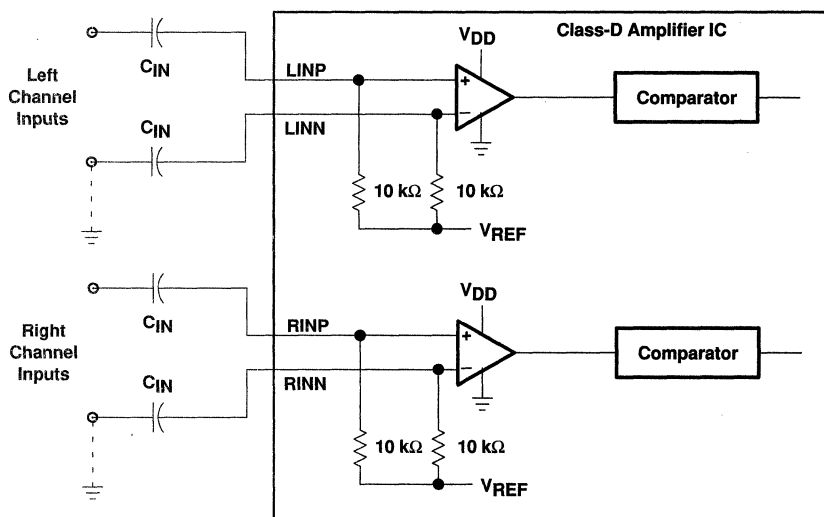 Class-D Amplifier IC
Left
Channel
Inputs
CIN
CIN
LINP
LINN
VDD
+
−
Comparator
10 kΩ
10 kΩ
VREF
Right
Channel
Inputs
CIN
CIN
RINP
RINN
VDD
+
−
Comparator
10 kΩ
10 kΩ
VREF